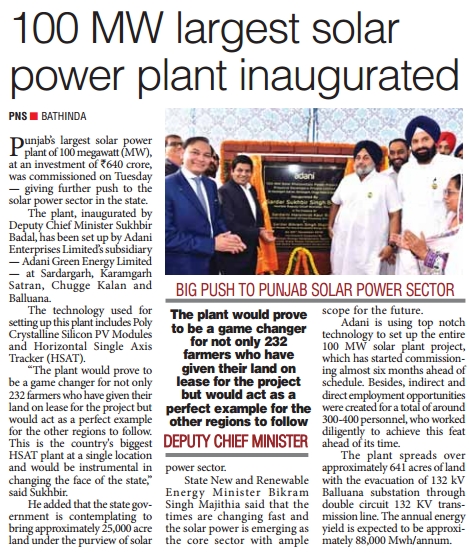 100 MW largest solar
power plant inaugurated
PNS ■ BATHINDA
Punjab's largest solar power
plant of 100 megawatt (MW),
at an investment of ₹640 crore,
was commissioned on Tuesday
— giving further push to the
solar power sector in the state.
The plant, inaugurated by
Deputy Chief Minister Sukhbir
Badal, has been set up by Adani
Enterprises Limited's subsidiary
— Adani Green Energy Limited
— at Sardargarh, Karamgarh
Satran, Chugge Kalan and
Balluana.
The technology used for
setting up this plant includes Poly
Crystalline Silicon PV Modules
and Horizontal Single Axis
Tracker (HSAT).
“The plant would prove to
be a game changer for not only
232 farmers who have given their
land on lease for the project but
would act as a perfect example
for the other regions to follow.
This is the country's biggest
HSAT plant at a single location
and would be instrumental in
changing the face of the state,”
said Sukhbir.
He added that the state gov-
ernment is contemplating to
bring approximately 25,000 acre
land under the purview of solar
adani
100 MW Solar Photovoltaic Power Project
Sardar Sukhbir Singh
BIG PUSH TO PUNJAB SOLAR POWER SECTOR
The plant would prove
to be a game changer
for not only 232
farmers who have
given their land on
lease for the project
but would act as a
perfect example for the
other regions to follow
DEPUTY CHIEF MINISTER
power sector.
State New and Renewable
Energy Minister Bikram
Singh Majithia said that the
times are changing fast and
the solar power is emerging as
the core sector with ample
scope for the future.
Adani is using top notch
technology to set up the entire
100 MW solar plant project,
which has started commission-
ing almost six months ahead of
schedule. Besides, indirect and
direct employment opportunities
were created for a total of around
300-400 personnel, who worked
diligently to achieve this feat
ahead of its time.
The plant spreads over
approximately 641 acres of land
with the evacuation of 132 kV
Balluana substation through
double circuit 132 KV trans-
mission line. The annual energy
yield is expected to be approxi-
mately 88,000 Mwh/annum.